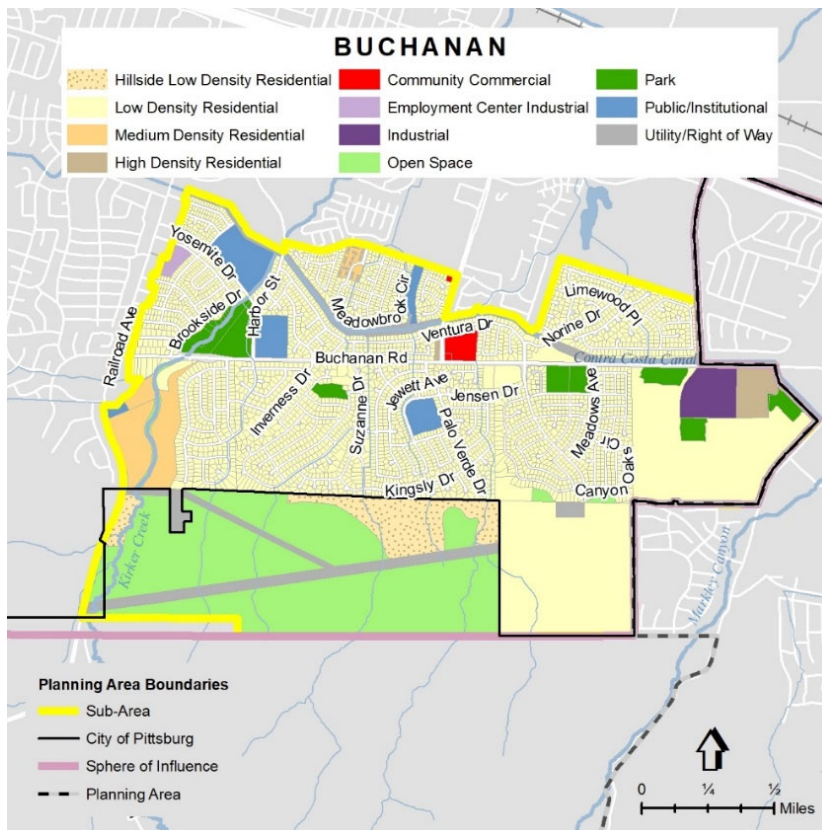 BUCHANAN
Hillside Low Density Residential
Low Density Residential
Medium Density Residential
High Density Residential
Community Commercial
Employment Center Industrial
Industrial
Open Space
Park
Public/Institutional
Utility/Right of Way
Yosemite Dr
Brookside Dr
Harbor St
Railroad Ave
Meadowbrook Cir
Limewood Pl
Ventura Dr
Norine Dr
Buchanan Rd
Contra Costa Canal
Inverness Dr
Suzanne Dr
Jewett Ave
Jensen Dr
Palo Verde Dr
Meadows Ave
Cir
Kingsly Dr
Canyon Oaks
Kirker Creek
Markley Canyon
Planning Area Boundaries
Sub-Area
City of Pittsburg
Sphere of Influence
Planning Area
0 ¼ ½
Miles